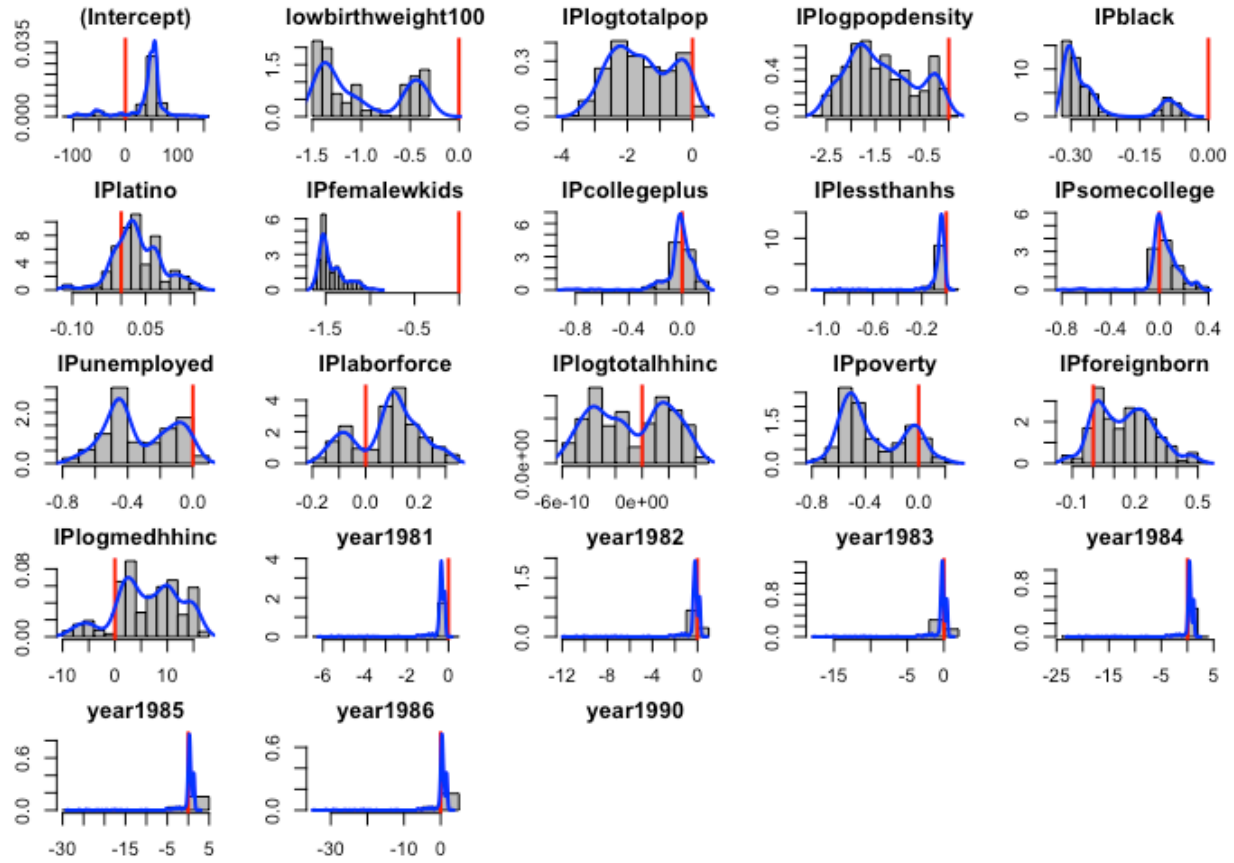 (Intercept) lowbirthweight100 IPlogtotalpop IPlogpopdensity IPblack
0.000 0.035
-100 0 100
0.0 1.5
-1.5 -1.0 -0.5 0.0
0.0 0.3
-4 -2 0
0.0 0.4
-2.5 -1.5 -0.5
0 10
-0.30 -0.15 0.00
IPlatino IPfemalewkids IPcollegeplus IPlessthanhs IPsomecollege
0 4 8
-0.10 0.05
0 2 4 6
-1.5 -0.5
0 2 4 6
-0.8 -0.4 0.0
0 5 15
-1.0 -0.6 -0.2
0 2 4 6
-0.8 -0.4 0.0 0.4
IPunemployed IPlaborforce IPlogtotalhhinc IPpoverty IPforeignborn
0.0 2.0
-0.8 -0.4 0.0
0 2 4
-0.2 0.0 0.2
0.0e+00
-6e-10 0e+00
0.0 1.5
-0.8 -0.4 0.0
0 2
-0.1 0.2 0.5
IPlogmedhhinc year1981 year1982 year1983 year1984
0.00 0.08
-10 0 5 10
0 2 4
-6 -4 -2 0
0.0 1.5
-12 -8 -4 0
0.0 0.8
-15 -5 0
0.0 0.8
-25 -15 -5 5
year1985 year1986 year1990
0.0 0.6
-30 -15 -5 5
0.0 0.6
-30 -10 0